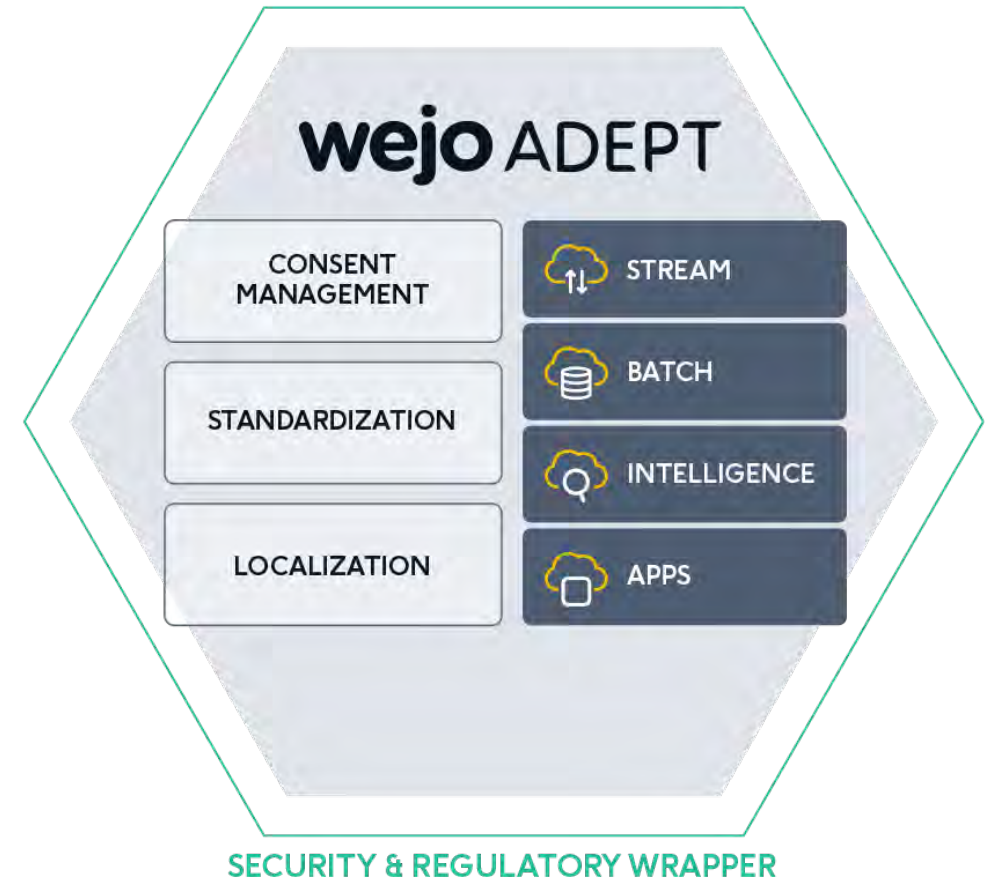 wejo ADEPT
CONSENT
MANAGEMENT
STANDARDIZATION
LOCALIZATION
STREAM
BATCH
INTELLIGENCE
APPS
SECURITY & REGULATORY WRAPPER